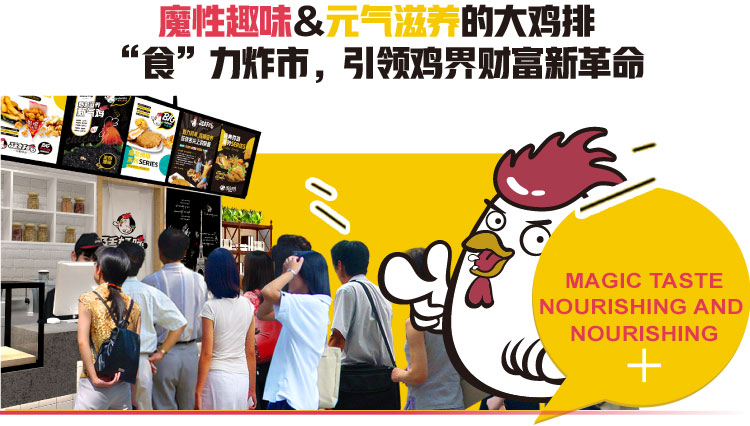 魔性趣味&元气滋养的大鸡排
“食”力炸市，引领鸡界财富新革命
MAGIC TASTE
NOURISHING AND
NOURISHING